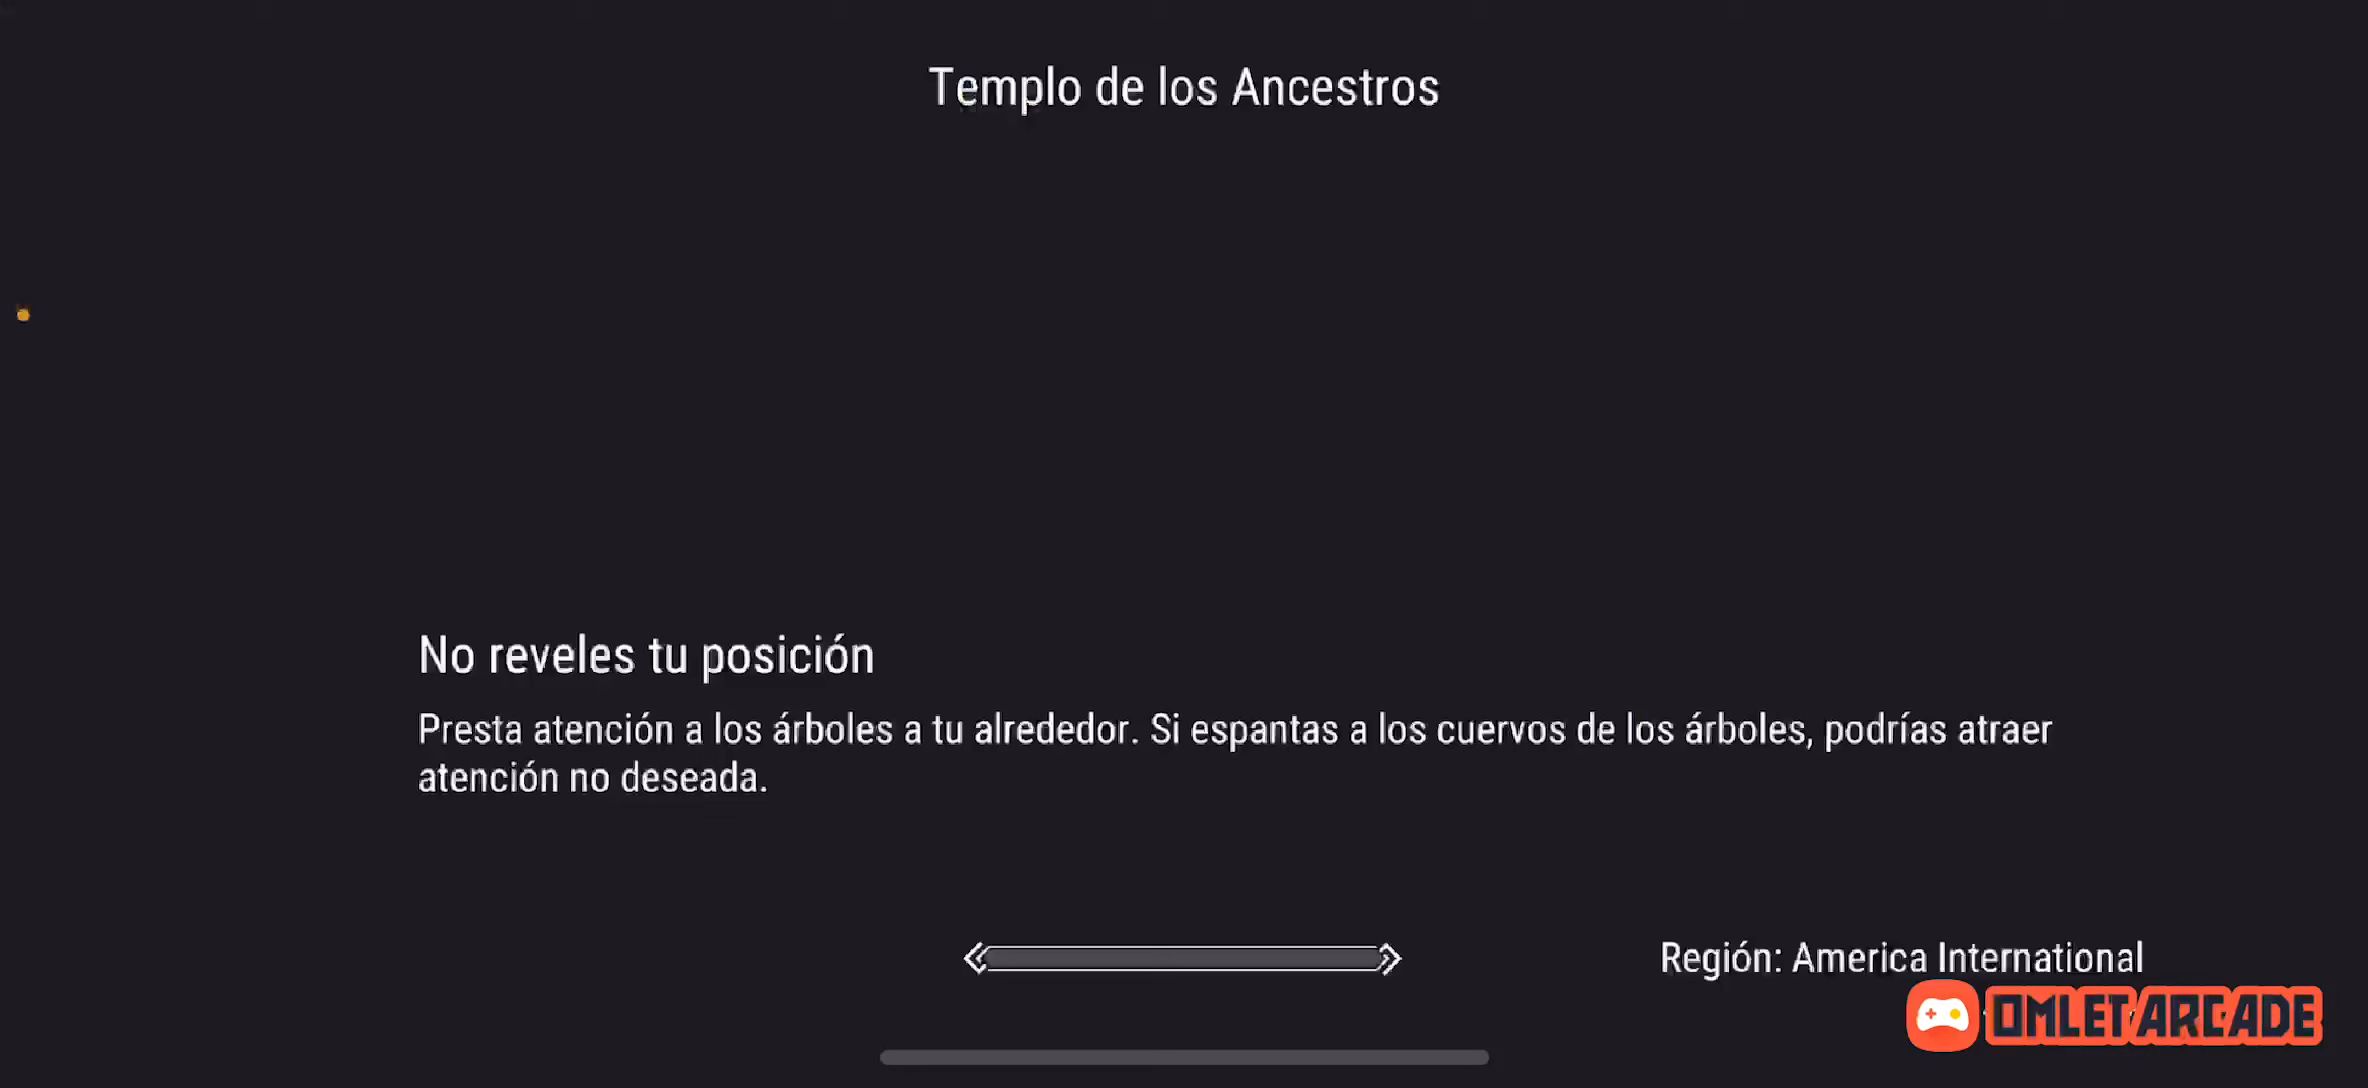 Templo de los Ancestros
No reveles tu posición
Presta atención a los árboles a tu alrededor. Si espantas a los cuervos de los árboles, podrías atraer
atención no deseada.
Región: America International
OMLET ARCADE